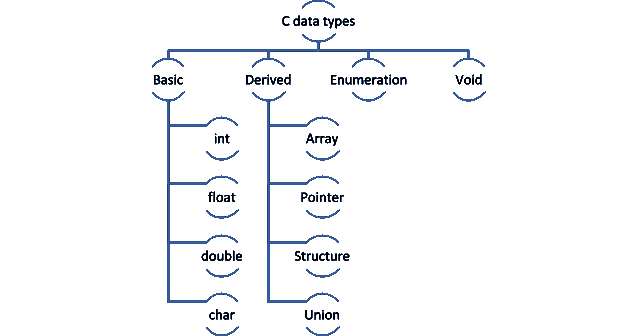 C data types
Basic
Derived
Enumeration
Void
int
Array
float
Pointer
double
Structure
char
Union